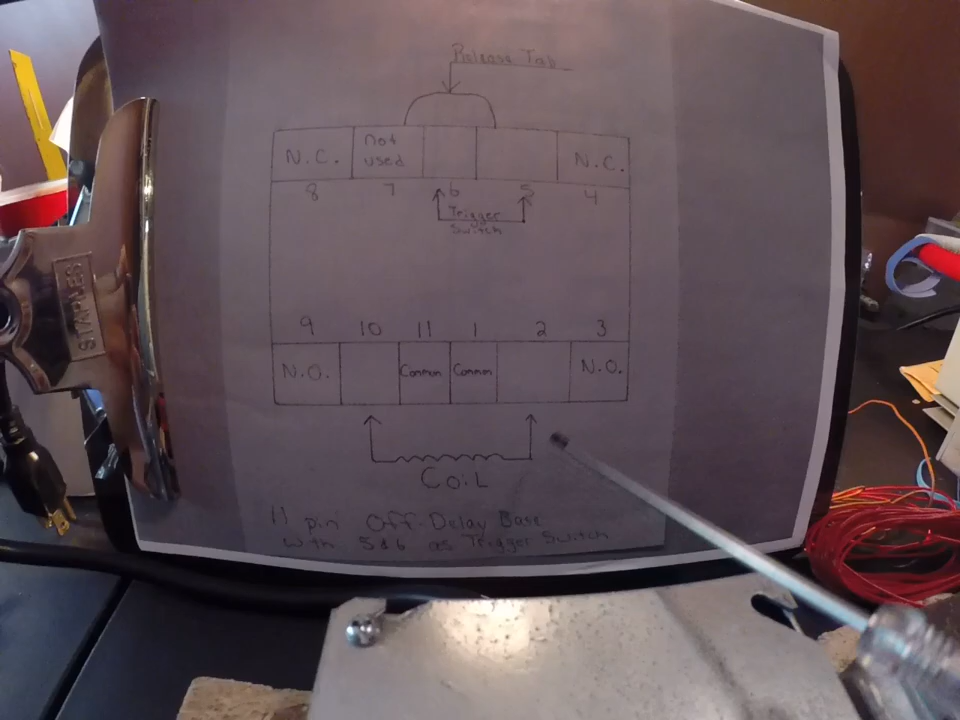 Release Tab
N.C.
not
used
N.C.
8
7
6
5
4
Trigger
Switch
9
10
11
1
2
3
N.O.
Common
Common
N.O.
Coil
11 pin Off-Delay Base
with 5&6 as Trigger Switch
STAPLES